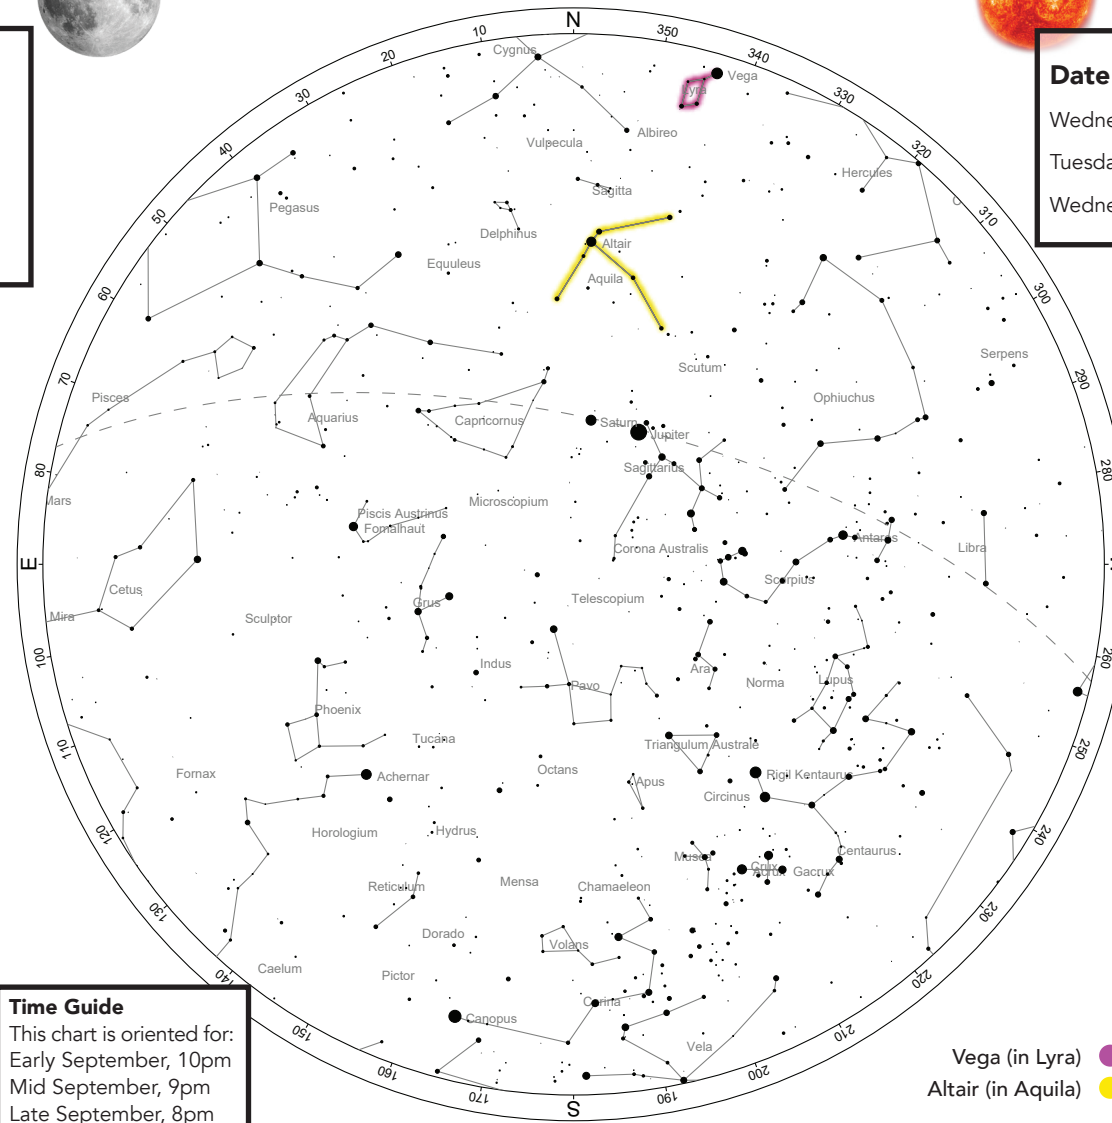 N
10
350
20
340
30
330
40
320
50
310
60
300
70
290
80
280
E
100
260
110
250
120
240
130
230
140
220
150
210
160
200
170
190
S
Cygnus
Vega
Lyra
Albireo
Vulpecula
Hercules
Sagitta
Pegasus
Delphinus
Altair
Equuleus
Aquila
Serpens
Scutum
Pisces
Ophiuchus
Aquarius
Capricornus
Saturn
Jupiter
Sagittarius
Mars
Microscopium
Piscis Austrinus
Fomalhaut
Antares
Corona Australis
Libra
Scorpius
Cetus
Telescopium
Grus
Mira
Sculptor
Indus
Ara
Pavo
Norma
Lupus
Phoenix
Tucana
Triangulum Australe
Fornax
Achernar
Octans
Apus
Rigil Kentaurus
Circinus
Horologium
Hydrus
Centaurus
Musca
Crux
Acrux
Gacrux
Reticulum
Mensa
Chamaeleon
Dorado
Volans
Caelum
Pictor
Carina
Canopus
Vela
Date
Wedne
Tuesda
Wedne
Time Guide
This chart is oriented for:
Early September, 10pm
Mid September, 9pm
Late September, 8pm
Vega (in Lyra)
Altair (in Aquila)